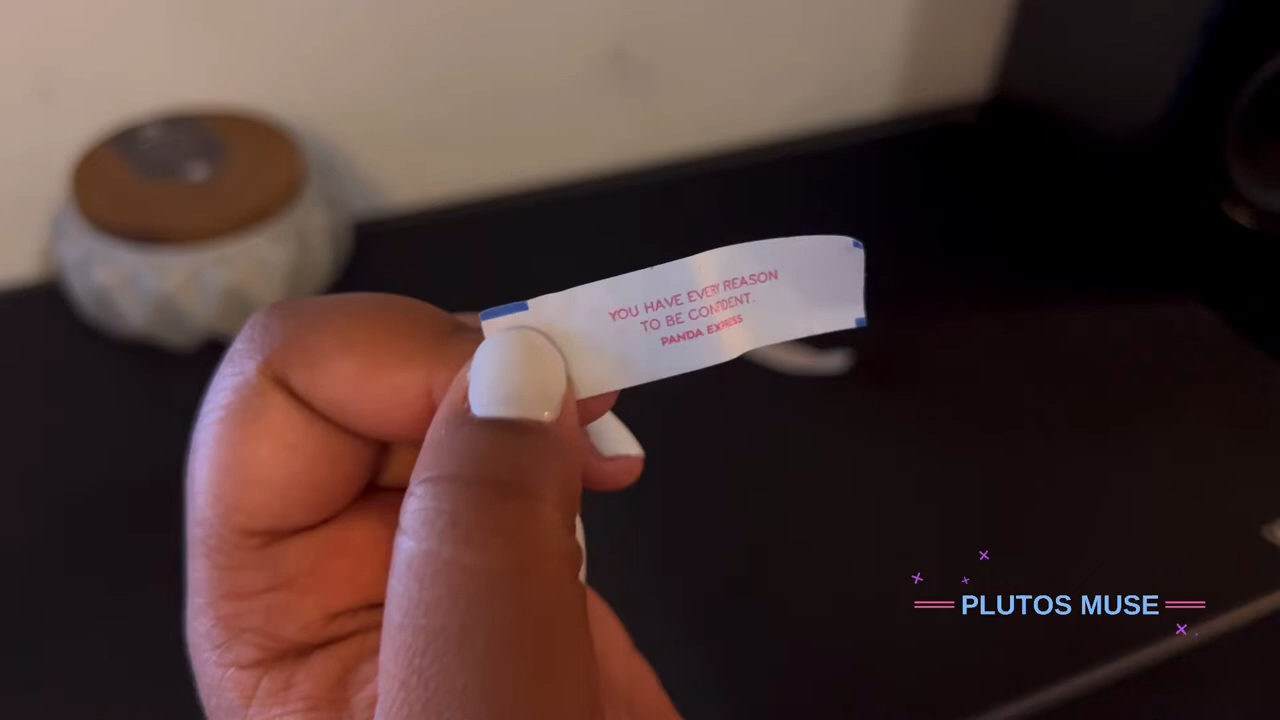 YOU HAVE EVERY REASON
TO BE CONFIDENT.
PANDA EXPRESS
PLUTOS MUSE